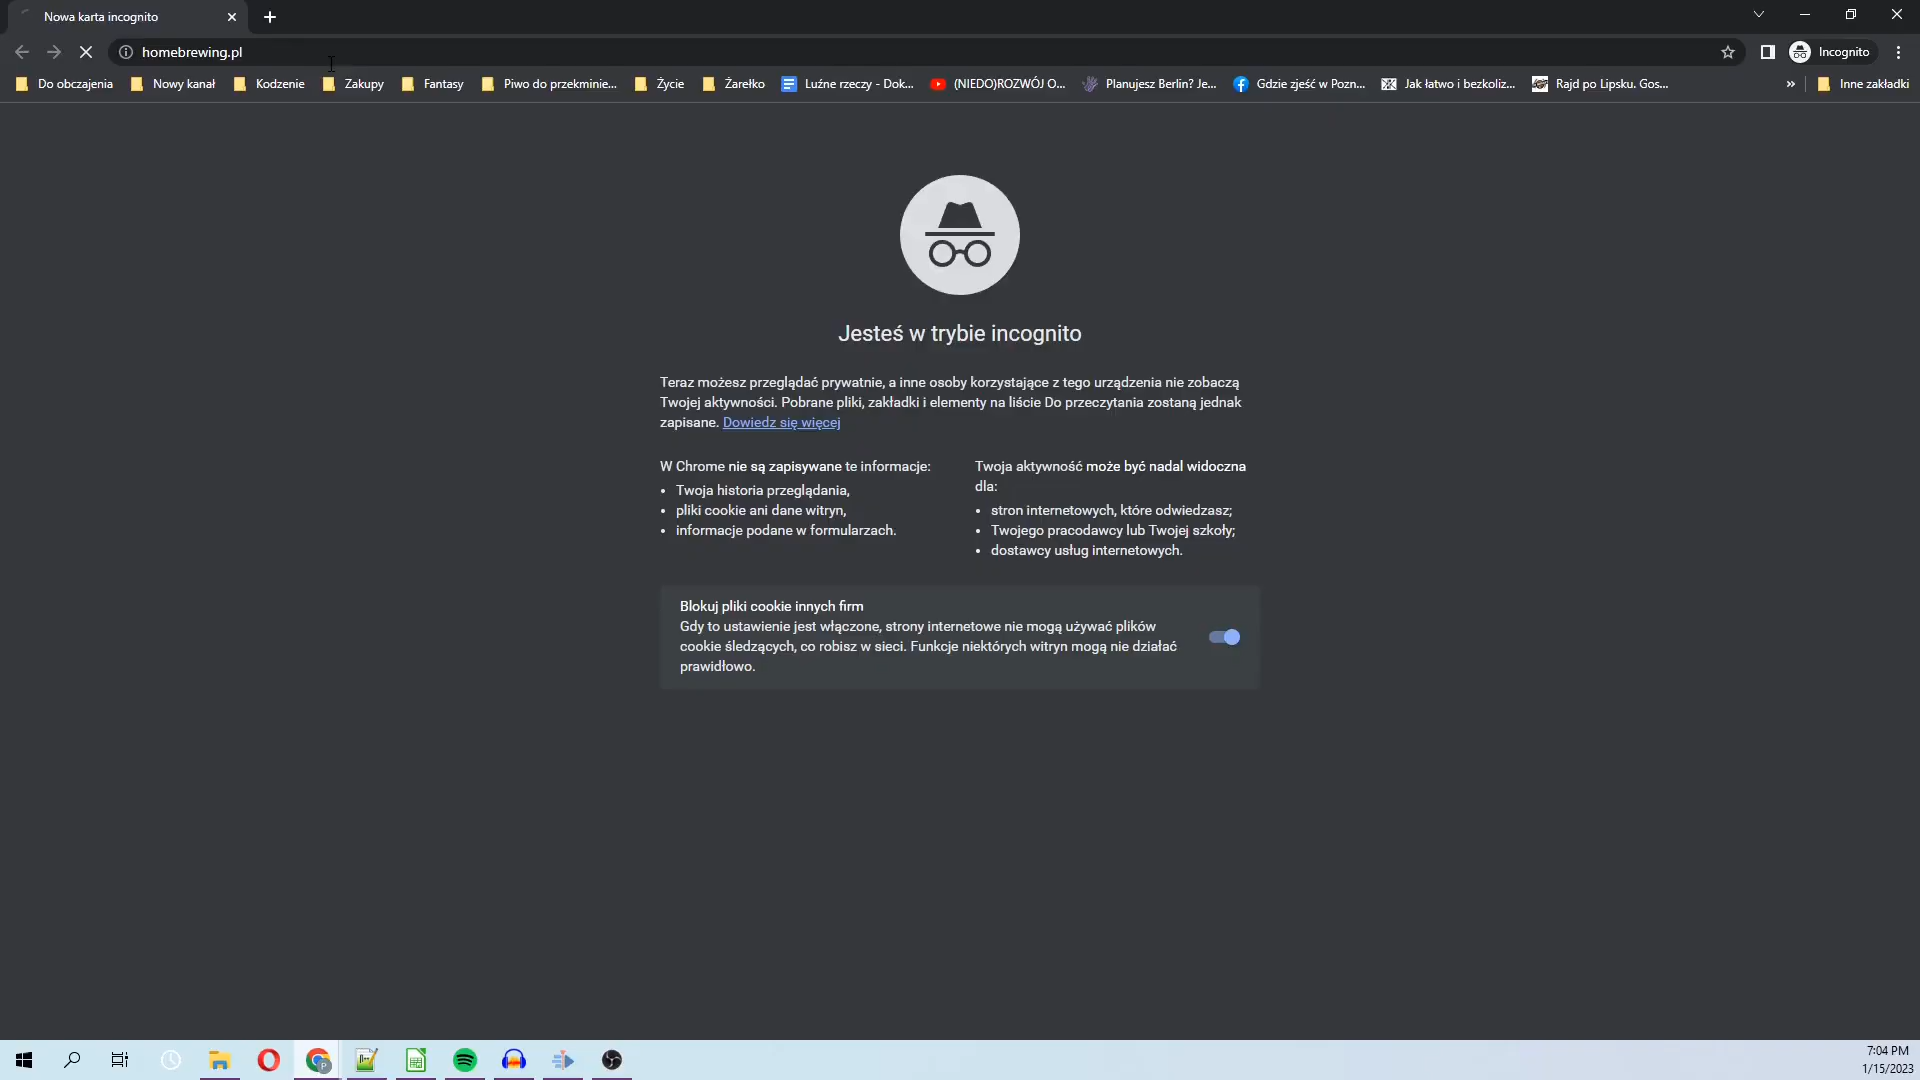 Nowa karta incognito
homebrewing.pl
Incognito
Do obczajenia
Nowy kanał
Kodzenie
Zakupy
Fantasy
Piwo do przekminie...
Życie
Żarełko
Luźne rzeczy - Dok...
(NIEDO)ROZWÓJ O...
Planujesz Berlin? Je...
Gdzie zjeść w Pozn...
Jak łatwo i bezkoliz...
Rajd po Lipsku. Gos...
»
Inne zakładki
Jesteś w trybie incognito
Teraz możesz przeglądać prywatnie, a inne osoby korzystające z tego urządzenia nie zobaczą
Twojej aktywności. Pobrane pliki, zakładki i elementy na liście Do przeczytania zostaną jednak
zapisane. Dowiedz się więcej
W Chrome nie są zapisywane te informacje:
• Twoja historia przeglądania,
• pliki cookie ani dane witryn,
• informacje podane w formularzach.
Twoja aktywność może być nadal widoczna
dla:
• stron internetowych, które odwiedzasz;
• Twojego pracodawcy lub Twojej szkoły;
• dostawcy usług internetowych.
Blokuj pliki cookie innych firm
Gdy to ustawienie jest włączone, strony internetowe nie mogą używać plików
cookie śledzących, co robisz w sieci. Funkcje niektórych witryn mogą nie działać
prawidłowo.
7:04 PM
1/15/2023